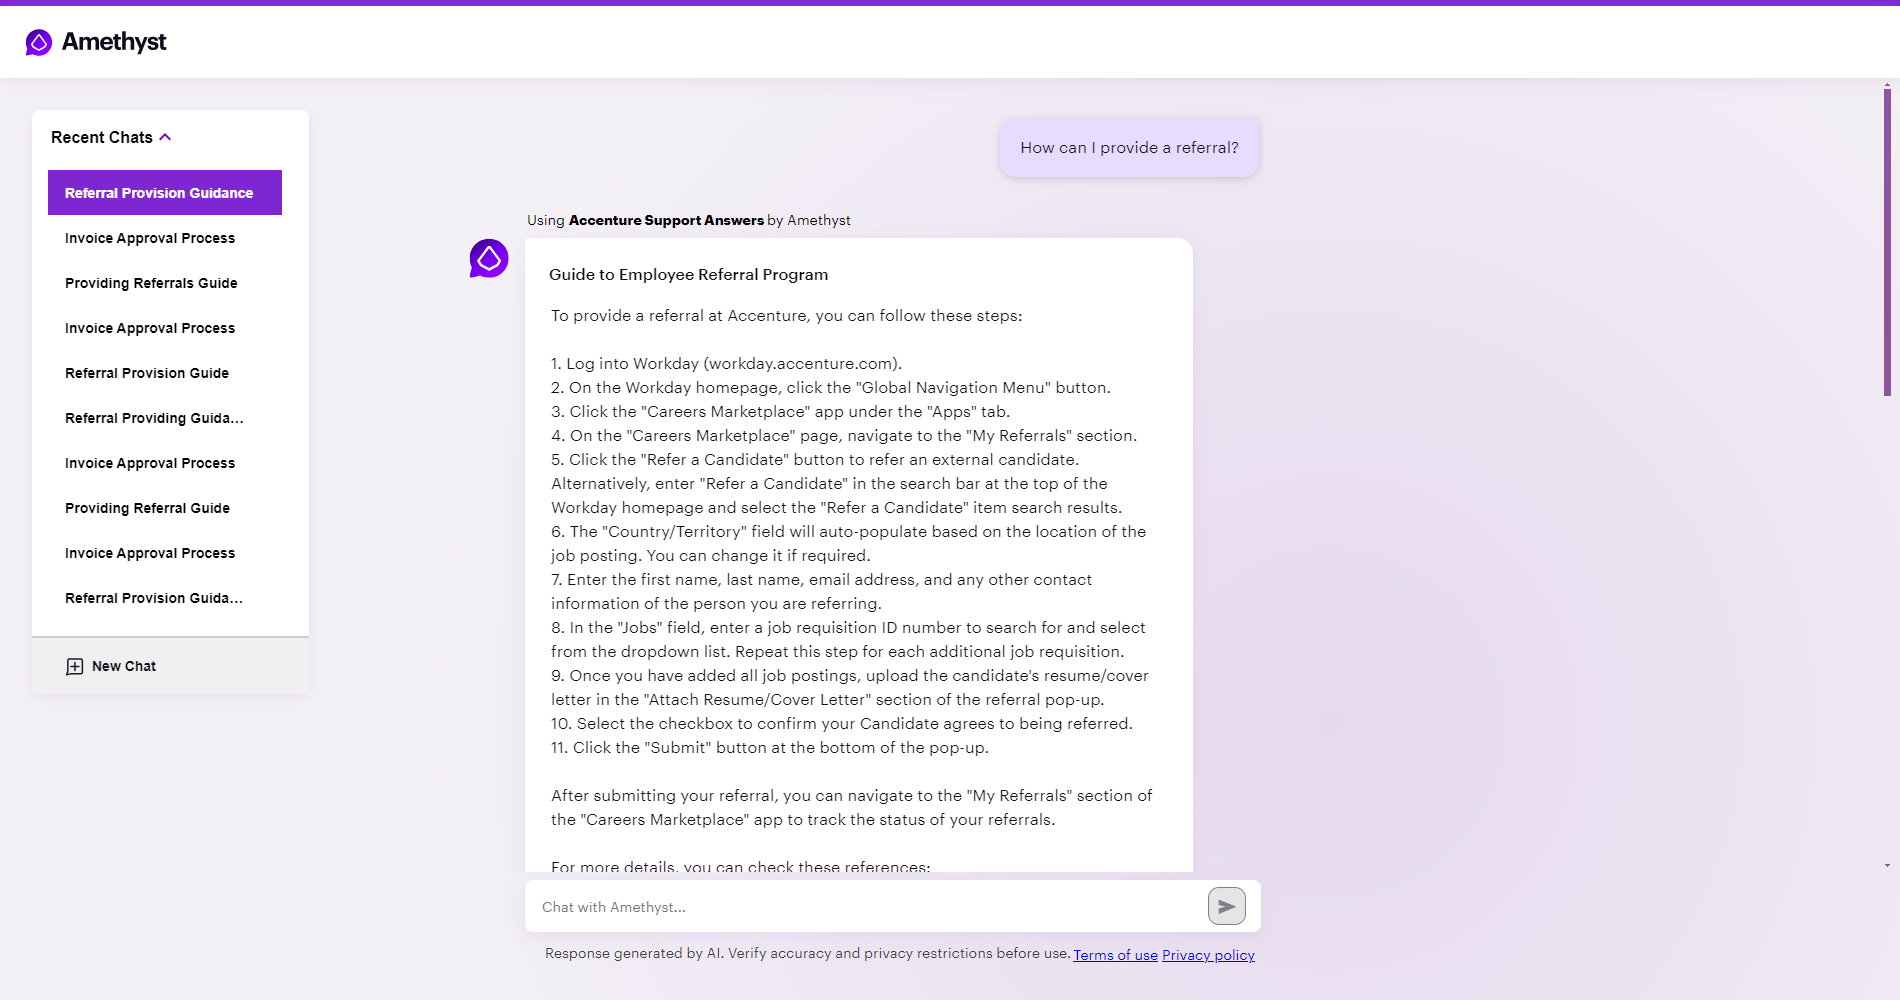 Amethyst
Recent Chats
Referral Provision Guidance
Invoice Approval Process
Providing Referrals Guide
Invoice Approval Process
Referral Provision Guide
Referral Providing Guida...
Invoice Approval Process
Providing Referral Guide
Invoice Approval Process
Referral Provision Guida...
New Chat
How can I provide a referral?
Using Accenture Support Answers by Amethyst
Guide to Employee Referral Program
To provide a referral at Accenture, you can follow these steps:
1. Log into Workday (workday.accenture.com).
2. On the Workday homepage, click the "Global Navigation Menu" button.
3. Click the "Careers Marketplace" app under the "Apps" tab.
4. On the "Careers Marketplace" page, navigate to the "My Referrals" section.
5. Click the "Refer a Candidate" button to refer an external candidate.
Alternatively, enter "Refer a Candidate" in the search bar at the top of the
Workday homepage and select the "Refer a Candidate" item search results.
6. The "Country/Territory" field will auto-populate based on the location of the
job posting. You can change it if required.
7. Enter the first name, last name, email address, and any other contact
information of the person you are referring.
8. In the "Jobs" field, enter a job requisition ID number to search for and select
from the dropdown list. Repeat this step for each additional job requisition.
9. Once you have added all job postings, upload the candidate's resume/cover
letter in the "Attach Resume/Cover Letter" section of the referral pop-up.
10. Select the checkbox to confirm your Candidate agrees to being referred.
11. Click the "Submit" button at the bottom of the pop-up.
After submitting your referral, you can navigate to the "My Referrals" section of
the "Careers Marketplace" app to track the status of your referrals.
For more details, you can check these references:
Chat with Amethyst...
Response generated by AI. Verify accuracy and privacy restrictions before use. Terms of use Privacy policy